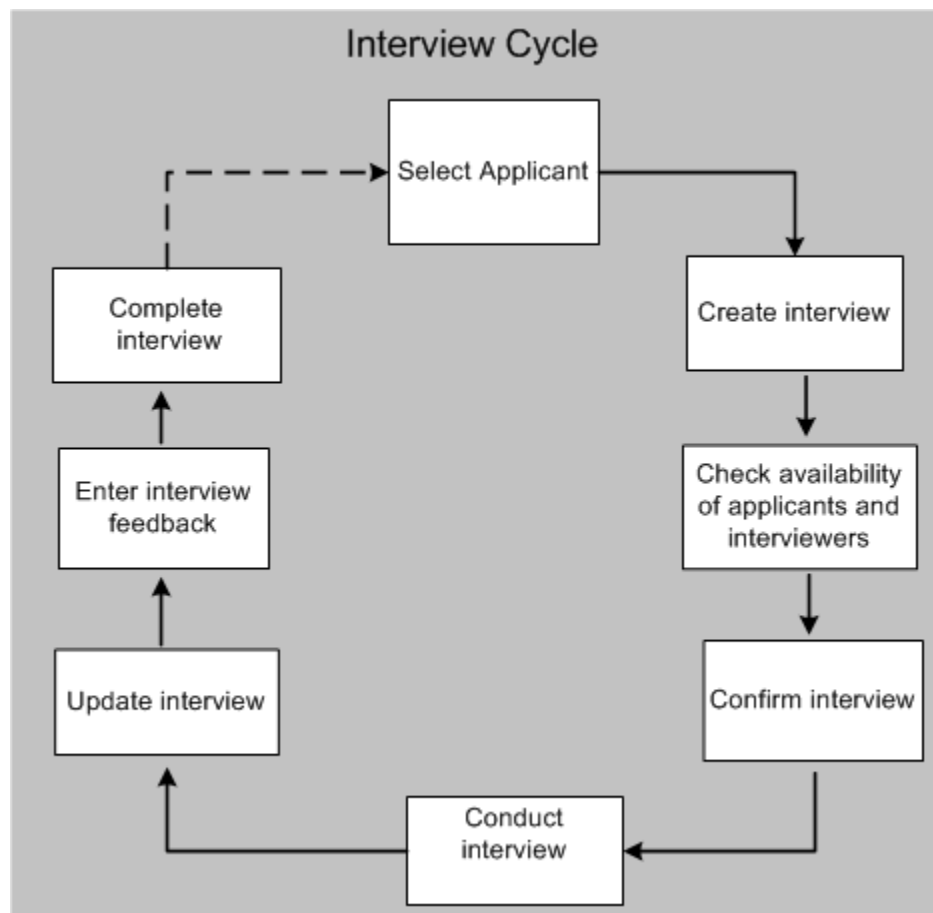 Interview Cycle
Select Applicant
Create interview
Check availability
of applicants and
interviewers
Confirm interview
Conduct
interview
Update interview
Enter interview
feedback
Complete
interview